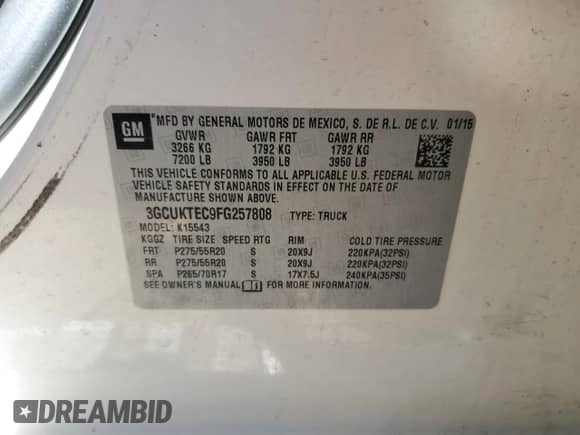 GM
*MFD BY GENERAL MOTORS DE MEXICO, S. DE R.L. DE C.V. 01/15
GVWR GAWR FRT GAWR RR
3266 KG 1792 KG 1792 KG
7200 LB 3950 LB 3950 LB
THIS VEHICLE CONFORMS TO ALL APPLICABLE U.S. FEDERAL MOTOR
VEHICLE SAFETY STANDARDS IN EFFECT ON THE DATE OF
MANUFACTURE SHOWN ABOVE.
3GCUKTEC9FG257808 TYPE: TRUCK
MODEL: K15543
KGGZ TIRE SIZE SPEED RTG RIM COLD TIRE PRESSURE
FRT P275/55R20 S 20X9J 220KPA(32PSI)
RR P275/55R20 S 20X9J 220KPA(32PSI)
SPA P265/70R17 S 17X7.5J 240KPA(35PSI)
SEE OWNER'S MANUAL FOR MORE INFORMATION.
DREAMBID